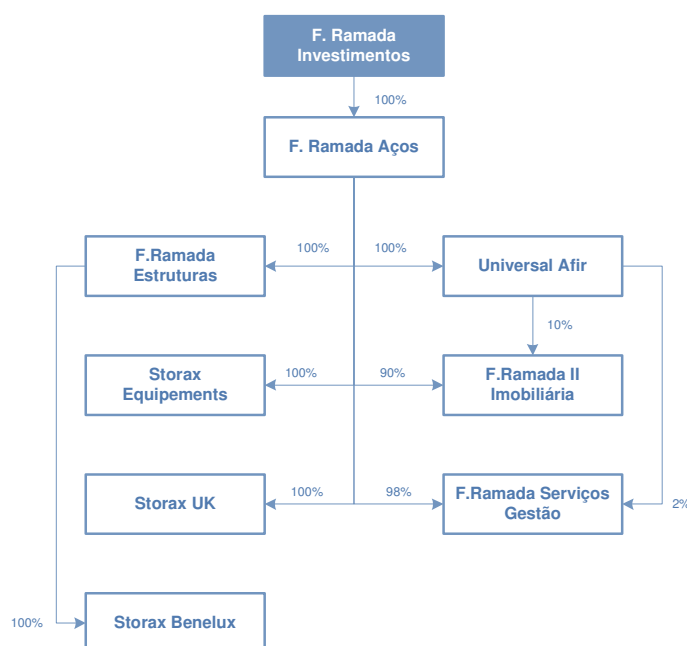 F. Ramada
Investimentos
100%
F. Ramada Aços
F.Ramada
Estruturas
100%
100%
Universal Afir
10%
Storax
Equipements
100%
90%
F.Ramada II
Imobiliária
Storax UK
100%
98%
F.Ramada Serviços
Gestão
2%
100%
Storax Benelux